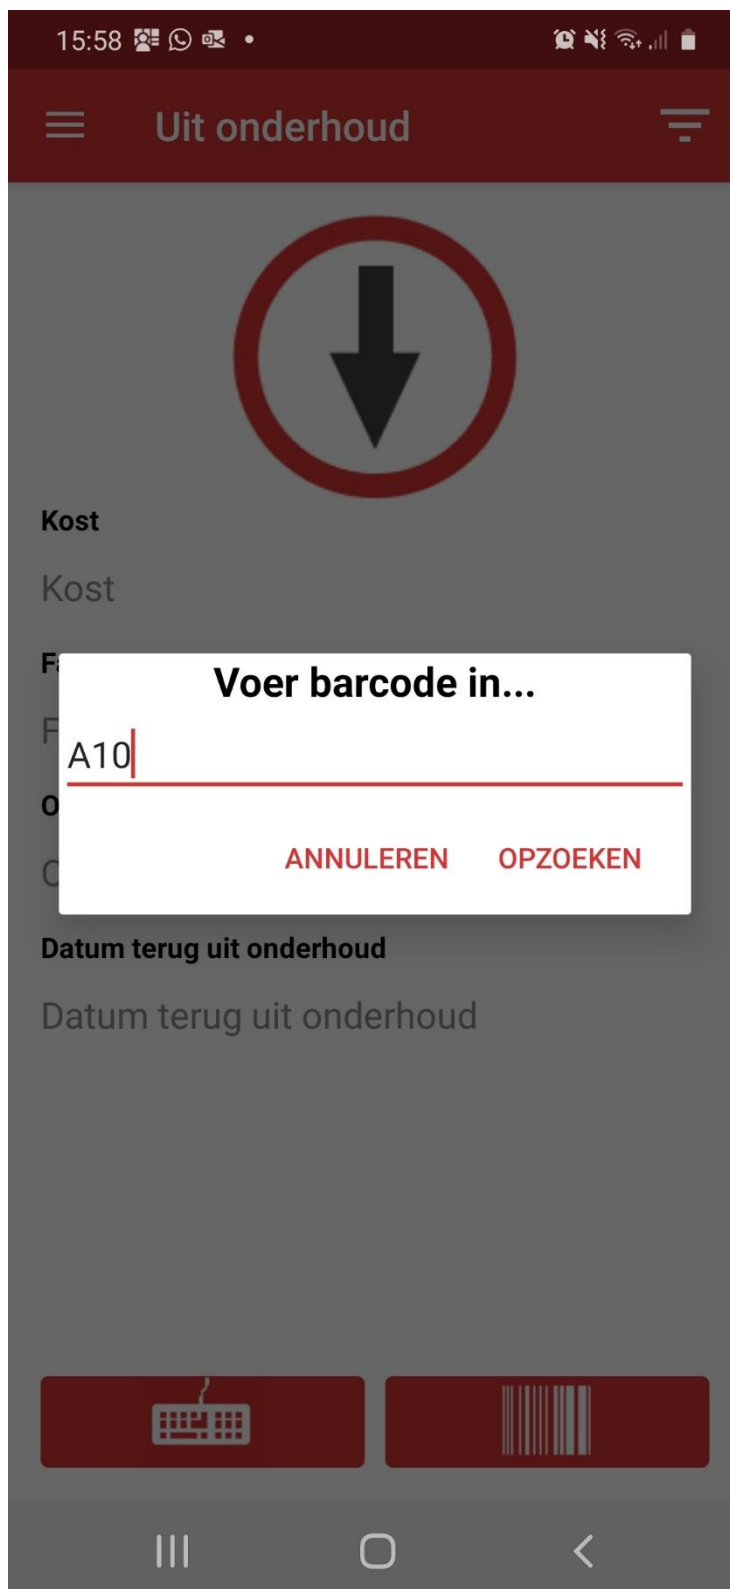 15:58
Uit onderhoud
Kost
Kost
Voer barcode in...
A10
ANNULEREN OPZOEKEN
Datum terug uit onderhoud
Datum terug uit onderhoud